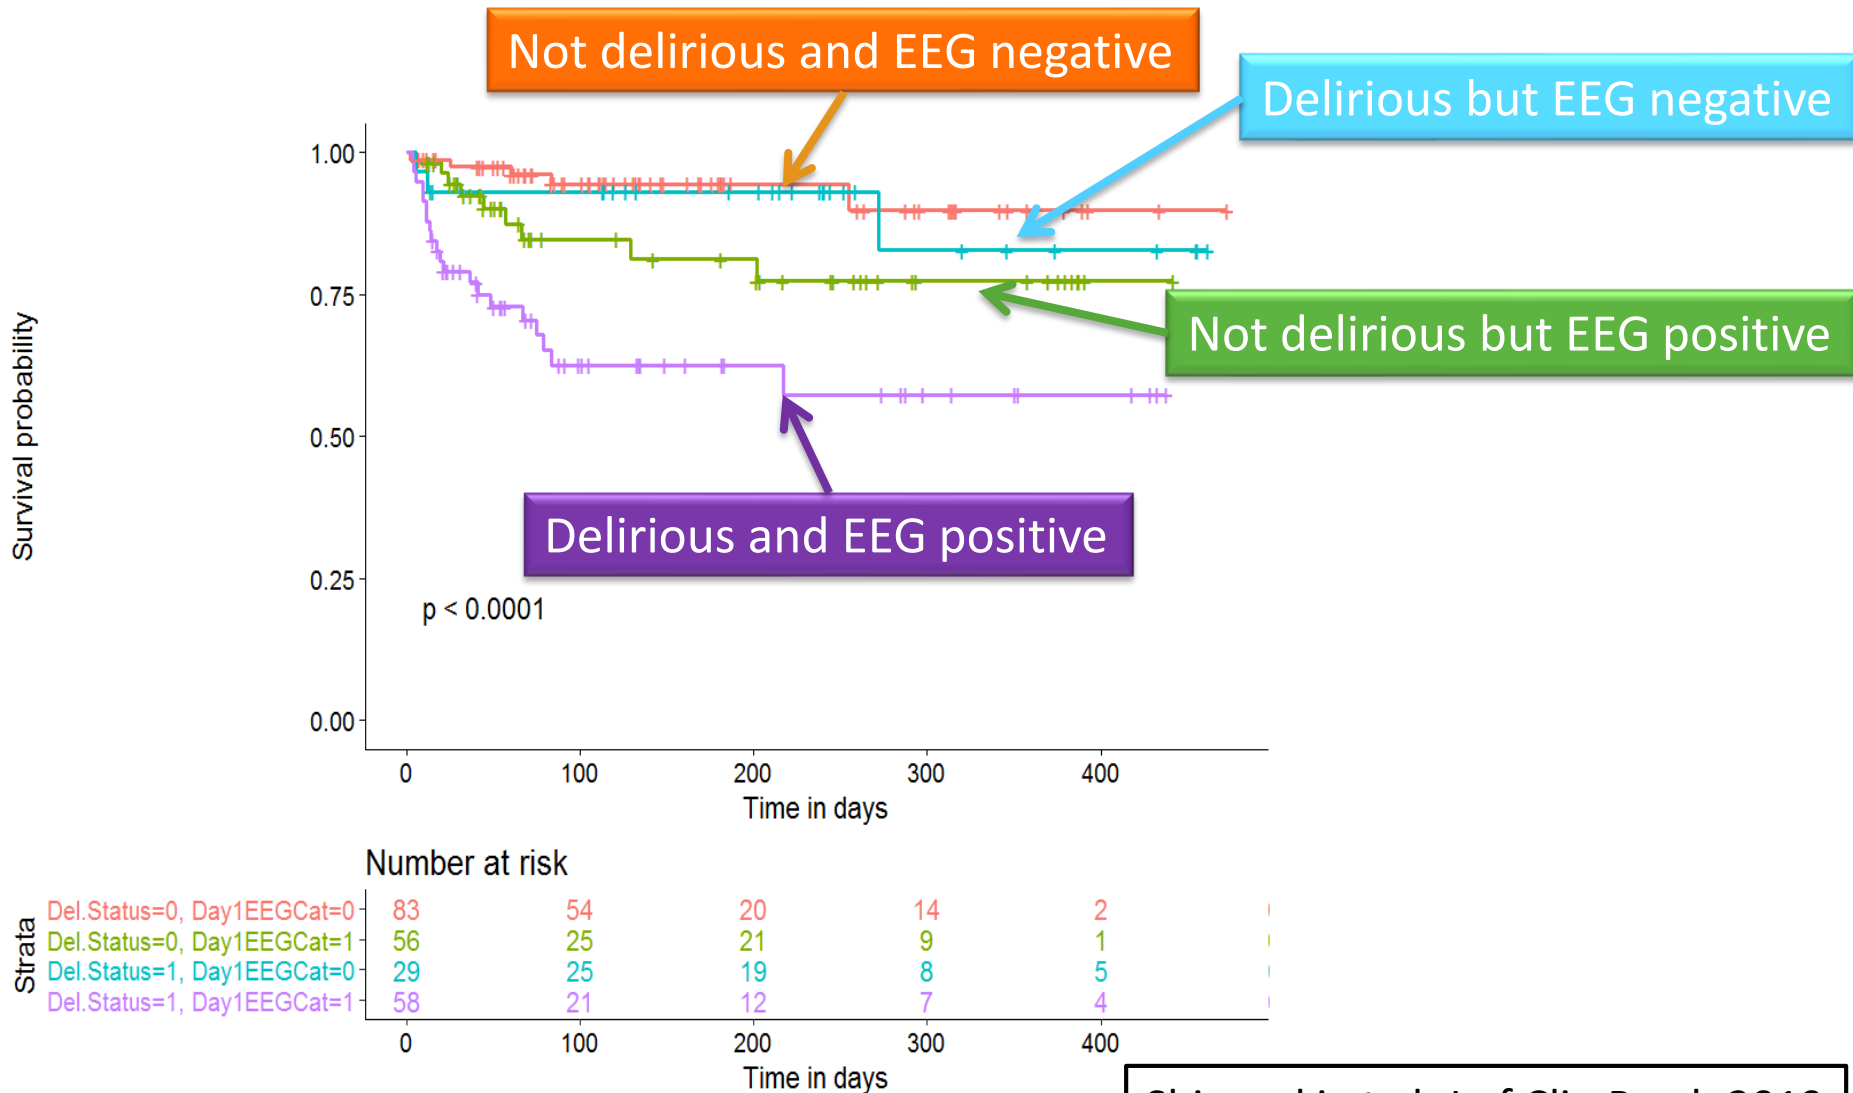 Not delirious and EEG negative
Delirious but EEG negative
Not delirious but EEG positive
Delirious and EEG positive
Survival probability
1.00
0.75
0.50
0.25
0.00
p < 0.0001
0 100 200 300 400
Time in days
Number at risk
Strata
Del.Status=0, Day1EEGCat=0 83 54 20 14 2
Del.Status=0, Day1EEGCat=1 56 25 21 9 1
Del.Status=1, Day1EEGCat=0 29 25 19 8 5
Del.Status=1, Day1EEGCat=1 58 21 12 7 4
0 100 200 300 400
Time in days